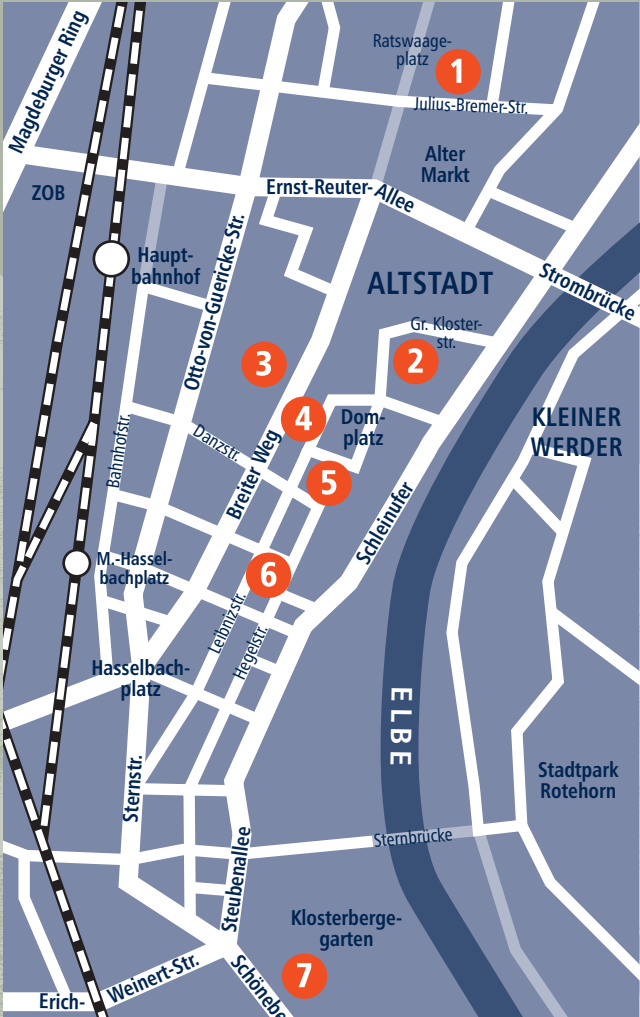 Magdeburger Ring
Ratswaage-
platz
1
Julius-Bremer-Str.
Alter
Markt
ZOB
Ernst-Reuter-Allee
Haupt-
bahnhof
Otto-von-Guericke-Str.
ALTSTADT
Strombrücke
Gr. Kloster-
str.
2
3
4
Dom-
platz
KLEINER
WERDER
Bahnhofstr.
Danzstr.
Breiter Weg
5
Schleinufer
M.-Hassel-
bachplatz
6
Leibnizstr.
Hegelstr.
Hasselbach-
platz
ELBE
Sternstr.
Stadtpark
Rotehorn
Sternbrücke
Steubenallee
Klosterberge-
garten
7
Erich-
Weinert-Str.
Schönebe